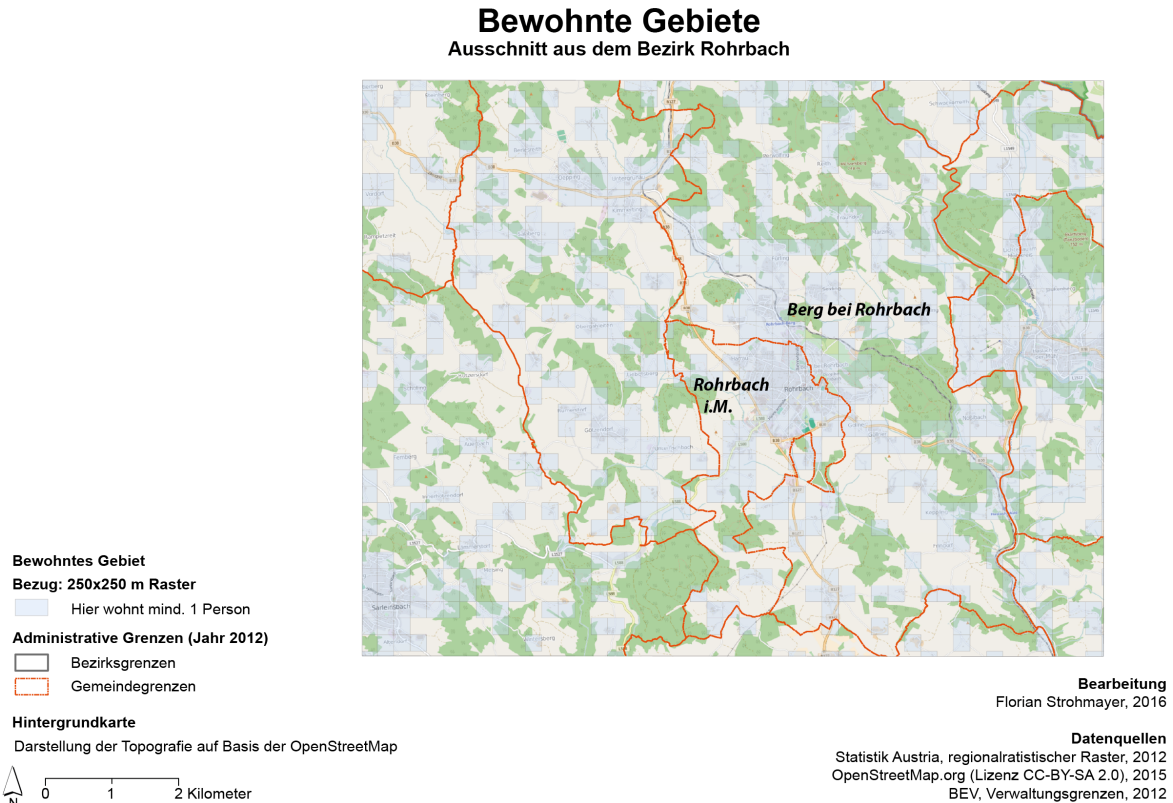 Bewohnte Gebiete
Ausschnitt aus dem Bezirk Rohrbach
Berg bei Rohrbach
Rohrbach
i.M.
Rohrbach
Sarleinsbach
Bewohntes Gebiet
Bezug: 250x250 m Raster
Hier wohnt mind. 1 Person
Administrative Grenzen (Jahr 2012)
Bezirksgrenzen
Gemeindegrenzen
Hintergrundkarte
Darstellung der Topografie auf Basis der OpenStreetMap
N
0 1 2 Kilometer
Bearbeitung
Florian Strohmayer, 2016
Datenquellen
Statistik Austria, regionalratistischer Raster, 2012
OpenStreetMap.org (Lizenz CC-BY-SA 2.0), 2015
BEV, Verwaltungsgrenzen, 2012